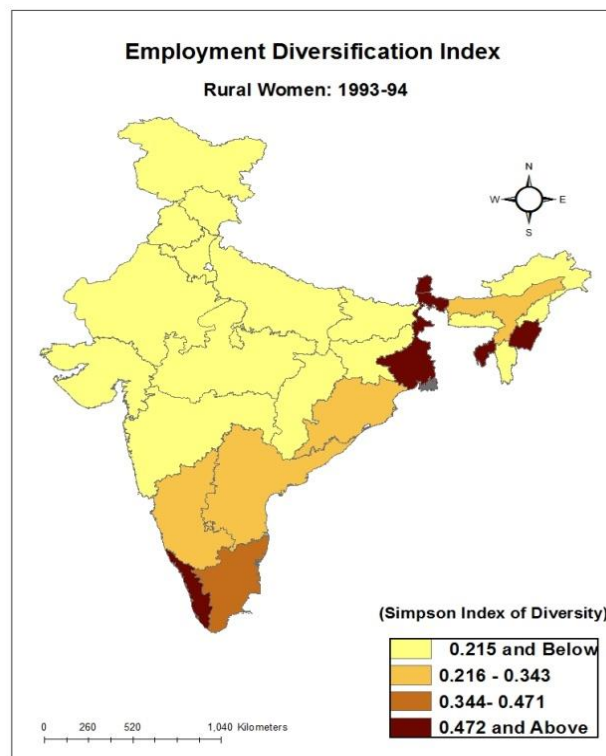 Employment Diversification Index
Rural Women: 1993-94
N
W E
S
(Simpson Index of Diversity)
0.215 and Below
0.216 - 0.343
0.344- 0.471
0.472 and Above
0 260 520 1,040 Kilometers